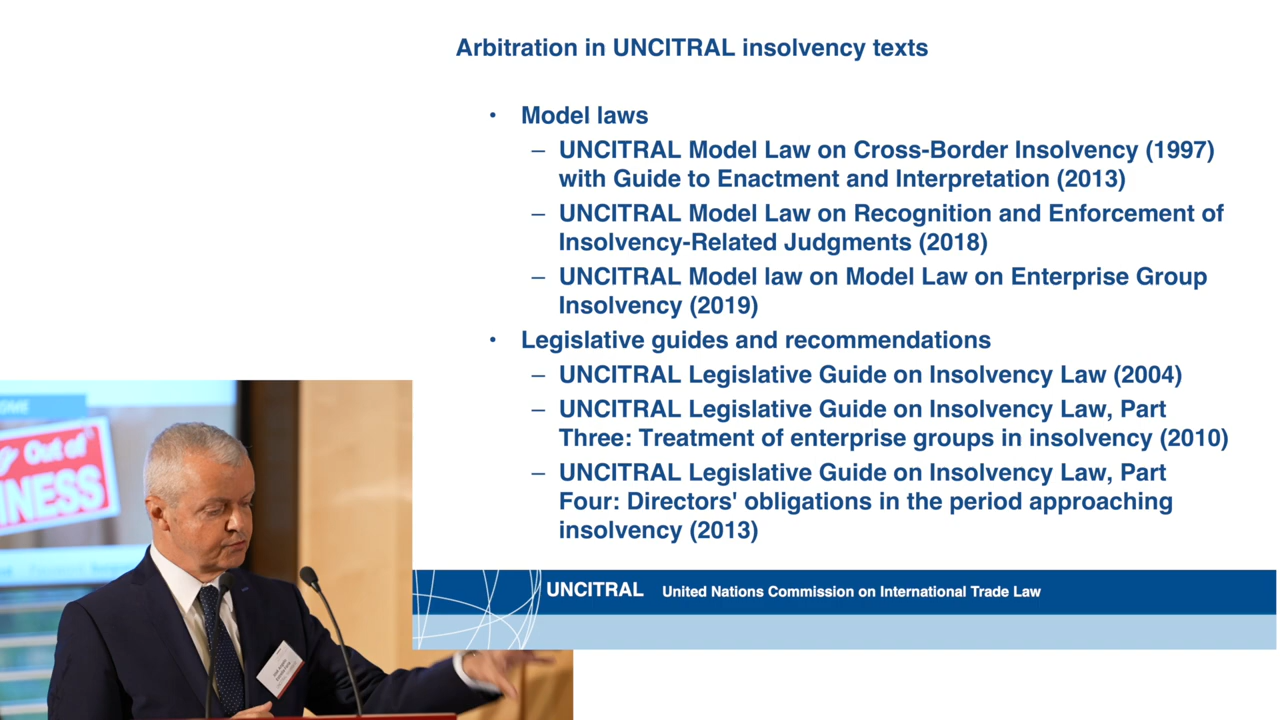 Arbitration in UNCITRAL insolvency texts
• Model laws
– UNCITRAL Model Law on Cross-Border Insolvency (1997)
with Guide to Enactment and Interpretation (2013)
– UNCITRAL Model Law on Recognition and Enforcement of
Insolvency-Related Judgments (2018)
– UNCITRAL Model law on Model Law on Enterprise Group
Insolvency (2019)
• Legislative guides and recommendations
– UNCITRAL Legislative Guide on Insolvency Law (2004)
– UNCITRAL Legislative Guide on Insolvency Law, Part
Three: Treatment of enterprise groups in insolvency (2010)
– UNCITRAL Legislative Guide on Insolvency Law, Part
Four: Directors' obligations in the period approaching
insolvency (2013)
UNCITRAL United Nations Commission on International Trade Law
Out of
INESS